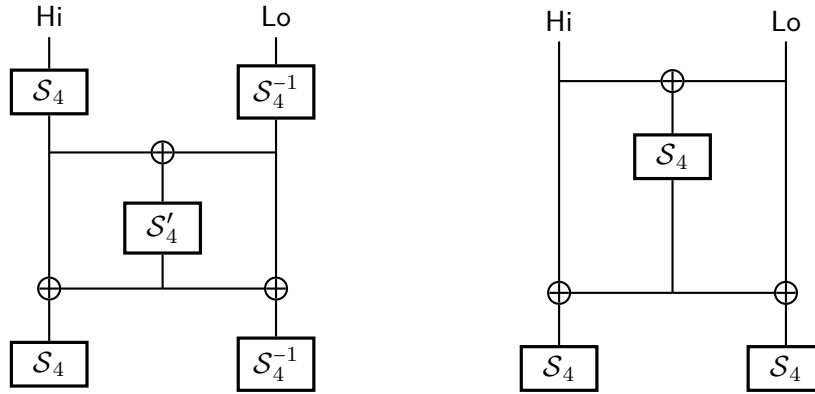 Hi Lo Hi Lo
𝒮₄ 𝒮₄⁻¹
𝒮₄
𝒮′₄
𝒮₄ 𝒮₄⁻¹ 𝒮₄ 𝒮₄